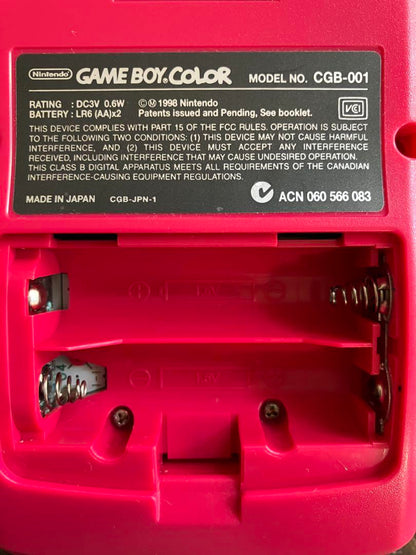 Nintendo GAME BOY COLOR MODEL NO. CGB-001
RATING : DC3V 0.6W ©Ⓜ1998 Nintendo
BATTERY : LR6 (AA)x2 Patents issued and Pending, See booklet.
VCI
THIS DEVICE COMPLIES WITH PART 15 OF THE FCC RULES. OPERATION IS SUBJECT
TO THE FOLLOWING TWO CONDITIONS: (1) THIS DEVICE MAY NOT CAUSE HARMFUL
INTERFERENCE, AND (2) THIS DEVICE MUST ACCEPT ANY INTERFERENCE
RECEIVED, INCLUDING INTERFERENCE THAT MAY CAUSE UNDESIRED OPERATION.
THIS CLASS B DIGITAL APPARATUS MEETS ALL REQUIREMENTS OF THE CANADIAN
INTERFERENCE-CAUSING EQUIPMENT REGULATIONS.
MADE IN JAPAN CGB-JPN-1 ACN 060 566 083
1.5V